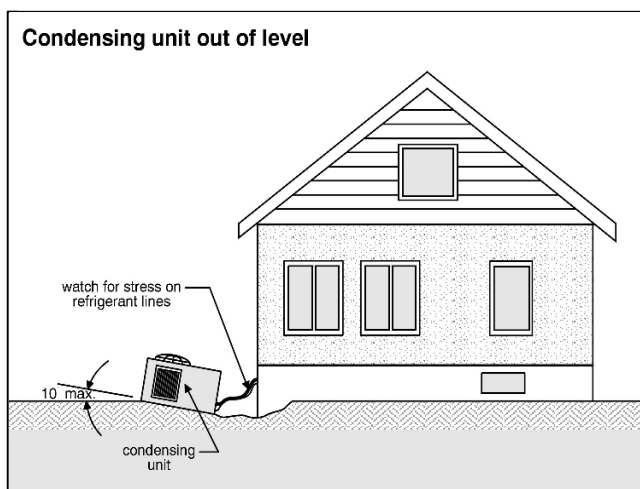 Condensing unit out of level
watch for stress on
refrigerant lines
10 max.
condensing
unit